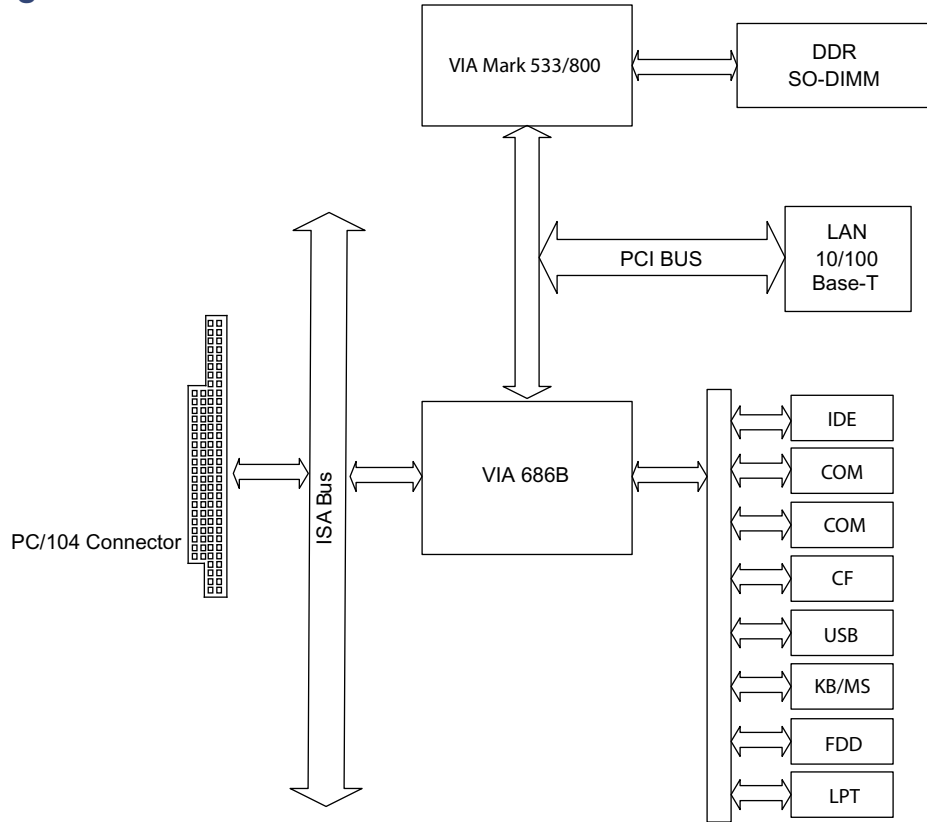 VIA Mark 533/800
DDR
SO-DIMM
LAN
10/100
Base-T
PCI BUS
IDE
COM
COM
CF
USB
KB/MS
FDD
LPT
VIA 686B
ISA Bus
PC/104 Connector